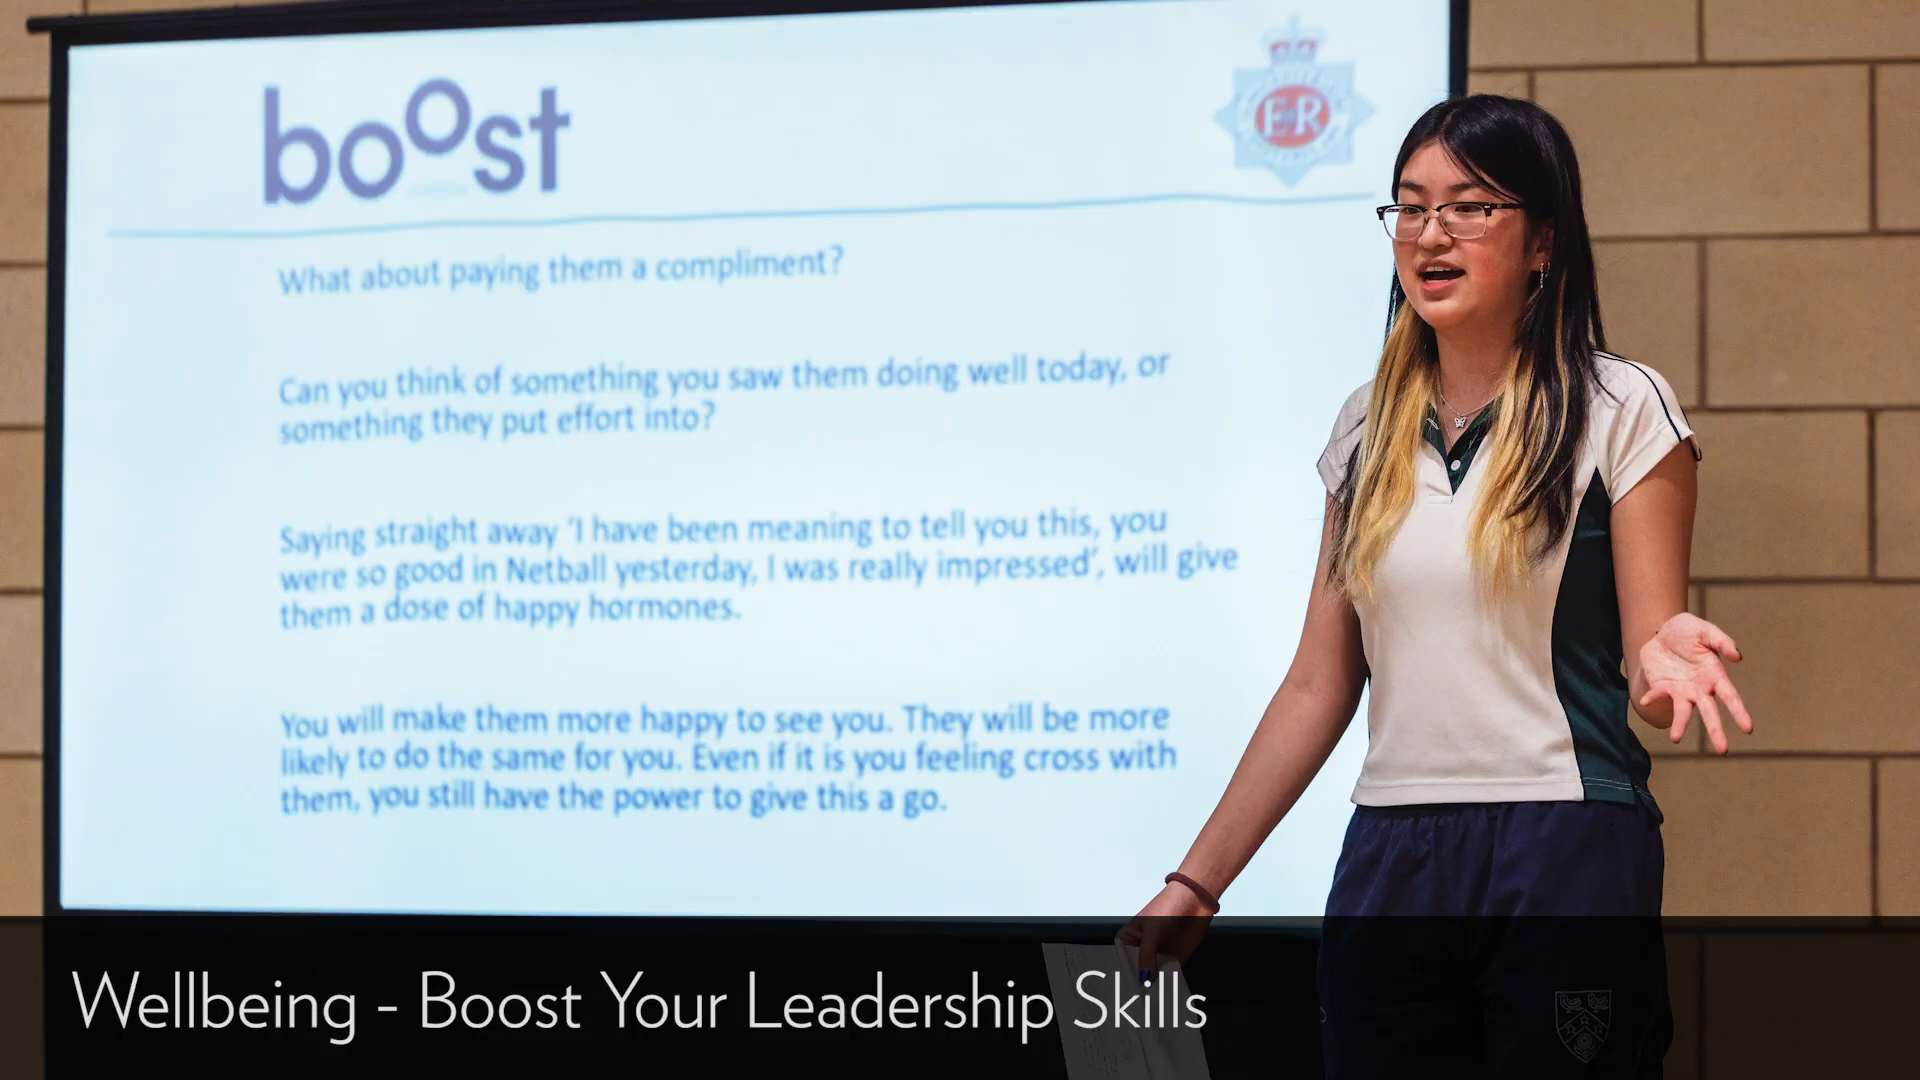 boost
ER
What about paying them a compliment?
Can you think of something you saw them doing well today, or
something they put effort into?
Saying straight away 'I have been meaning to tell you this, you
were so good in Netball yesterday, I was really impressed', will give
them a dose of happy hormones.
You will make them more happy to see you. They will be more
likely to do the same for you. Even if it is you feeling cross with
them, you still have the power to give this a go.
Wellbeing - Boost Your Leadership Skills